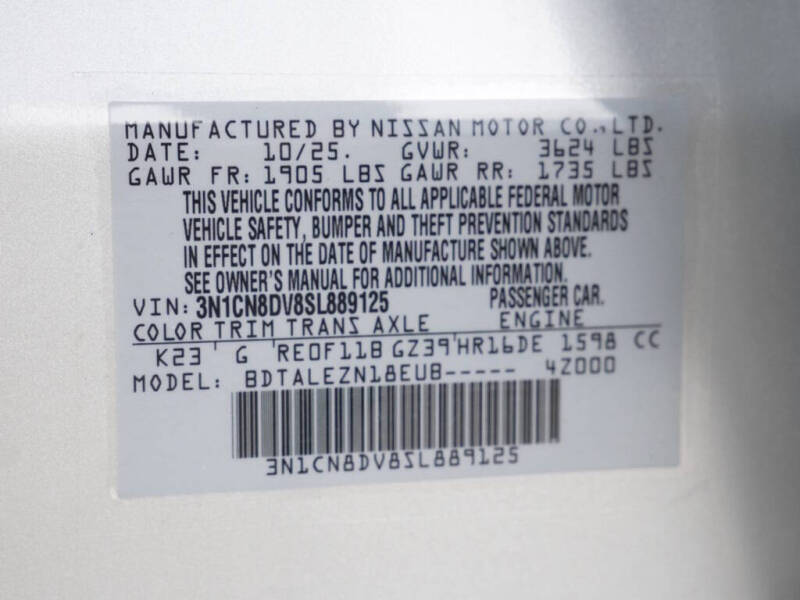 MANUFACTURED BY NISSAN MOTOR CO.,LTD.
DATE: 10/25. GVWR: 3624 LBS
GAWR FR: 1905 LBS GAWR RR: 1735 LBS
THIS VEHICLE CONFORMS TO ALL APPLICABLE FEDERAL MOTOR
VEHICLE SAFETY, BUMPER AND THEFT PREVENTION STANDARDS
IN EFFECT ON THE DATE OF MANUFACTURE SHOWN ABOVE.
SEE OWNER'S MANUAL FOR ADDITIONAL INFORMATION.
VIN: 3N1CN8DV8SL889125 PASSENGER CAR.
COLOR TRIM TRANS AXLE ENGINE
K23 G RE0F11B GZ39 HR16DE 1598 CC
MODEL: BDTALEZN18EUB----- 4Z000
3N1CN8DV8SL889125